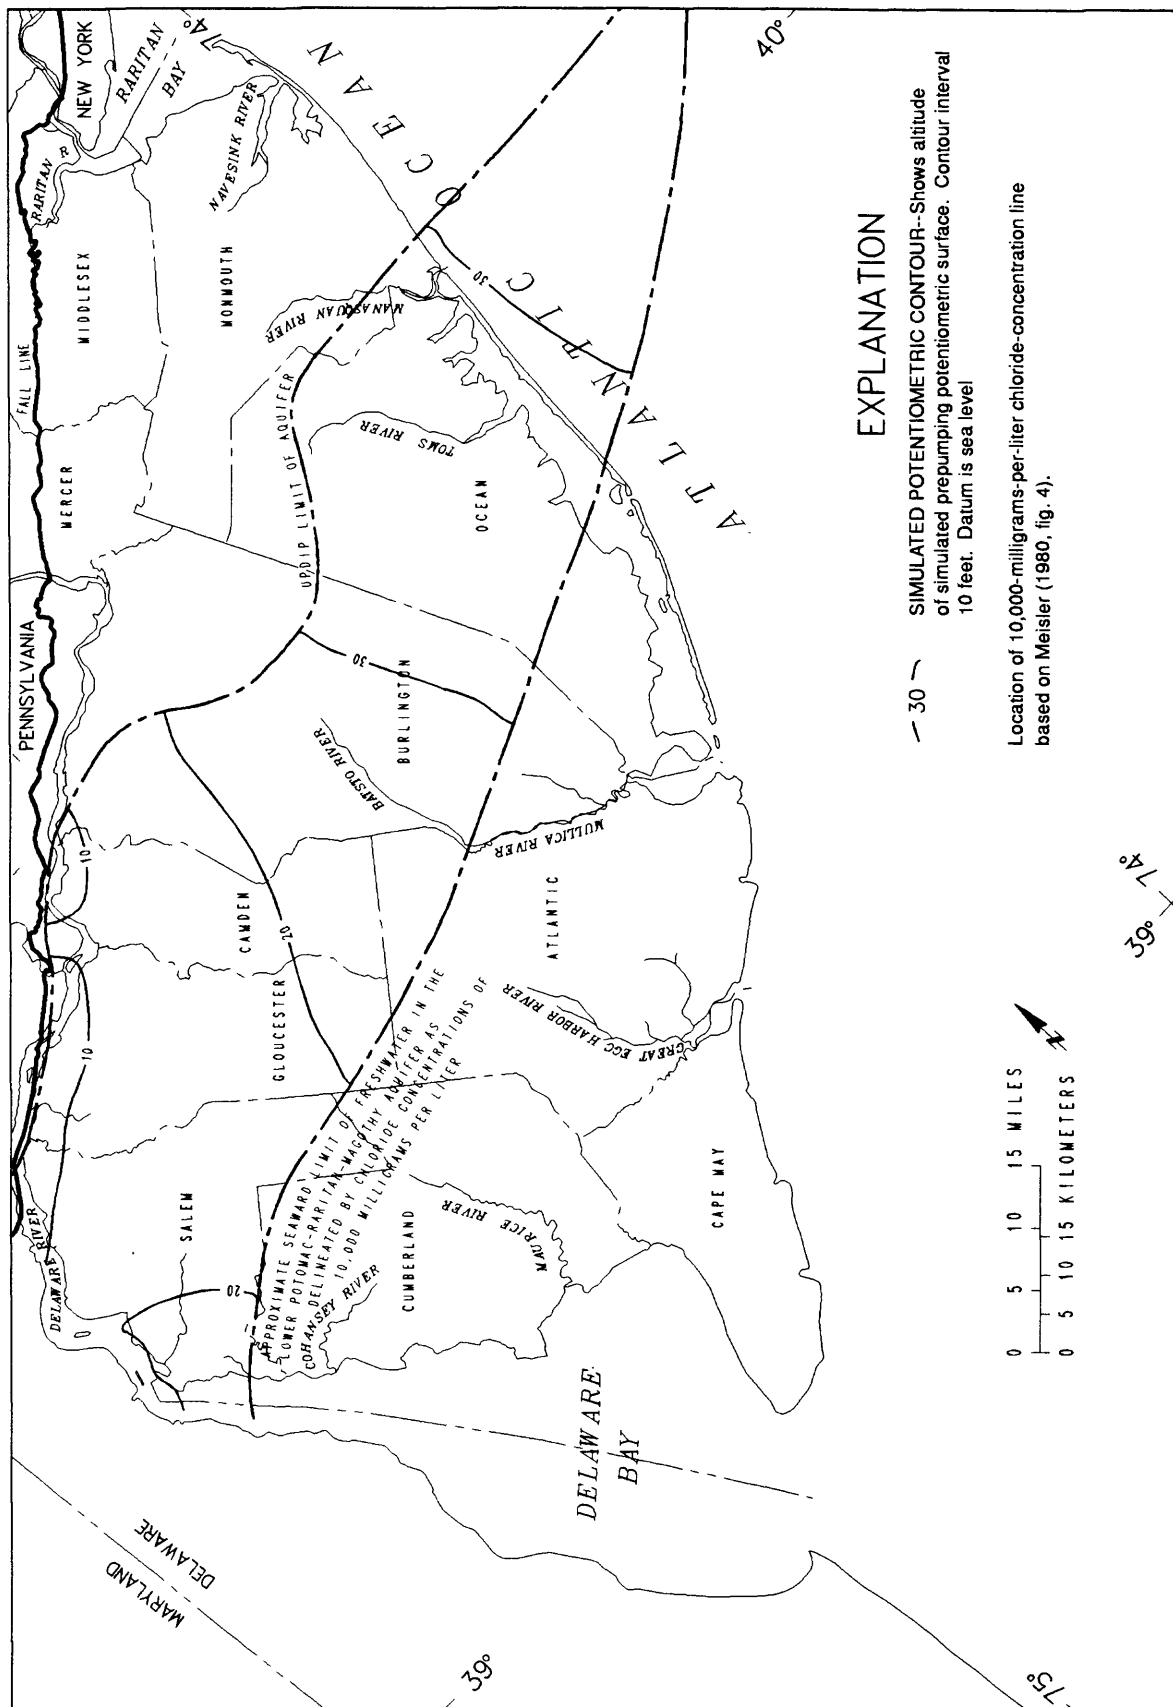 MARYLAND
DELAWARE
PENNSYLVANIA
NEW YORK
RARITAN
BAY
RARITAN R
FALL LINE
MIDDLESEX
MERCER
MONMOUTH
NAVESINK RIVER
MANASQUAN RIVER
UPDIP LIMIT OF AQUIFER
TOMS RIVER
OCEAN
BURLINGTON
BATSTO RIVER
MULLICA RIVER
CAMDEN
GLOUCESTER
ATLANTIC
GREAT EGG HARBOR RIVER
SALEM
DELAWARE RIVER
CUMBERLAND
MAURICE RIVER
COHANSEY RIVER
CAPE MAY
DELAWARE
BAY
ATLANTIC OCEAN
APPROXIMATE SEAWARD LIMIT OF FRESHWATER IN THE
LOWER POTOMAC-RARITAN-MAGOTHY AQUIFER AS
DELINEATED BY CHLORIDE CONCENTRATIONS OF
10,000 MILLIGRAMS PER LITER
10
10
20
20
30
30
74°
40°
39°
75°
39°
74°
0 5 10 15 MILES
0 5 10 15 KILOMETERS
N
EXPLANATION
— 30 — SIMULATED POTENTIOMETRIC CONTOUR--Shows altitude
of simulated prepumping potentiometric surface. Contour interval
10 feet. Datum is sea level
Location of 10,000-milligrams-per-liter chloride-concentration line
based on Meisler (1980, fig. 4).